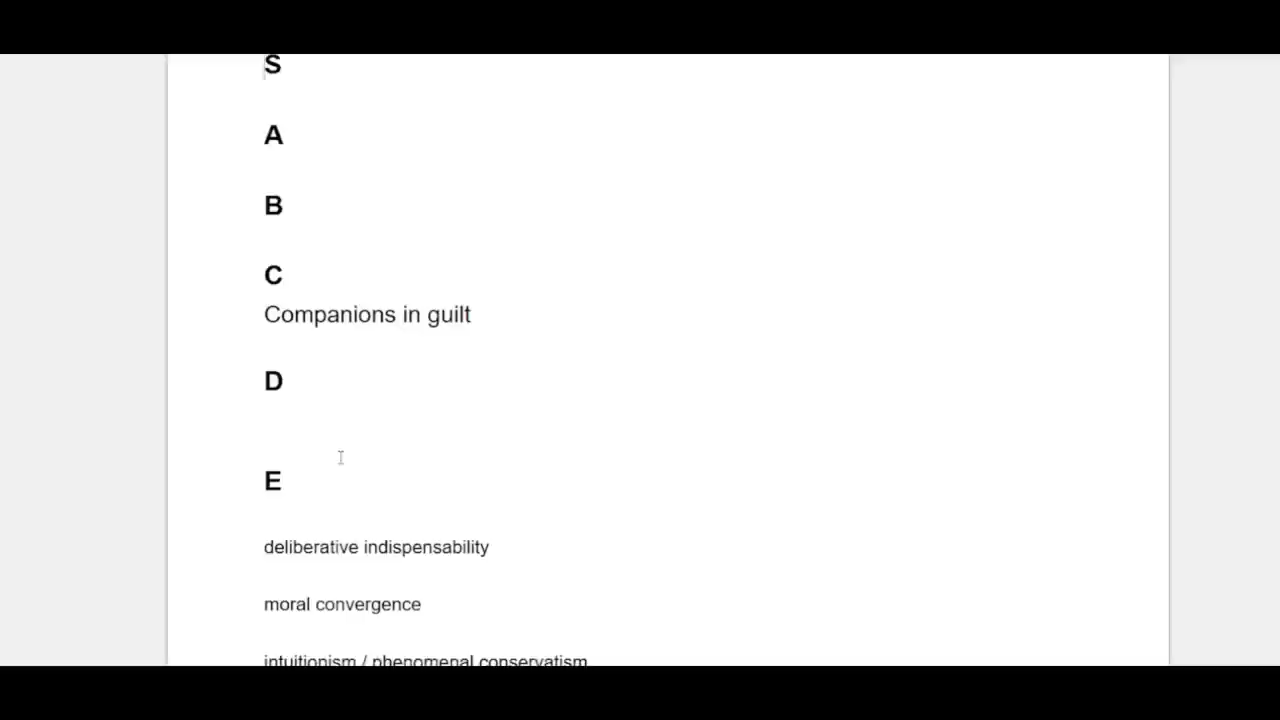 S
A
B
C
Companions in guilt
D
E
deliberative indispensability
moral convergence
intuitionism / phenomenal conservatism